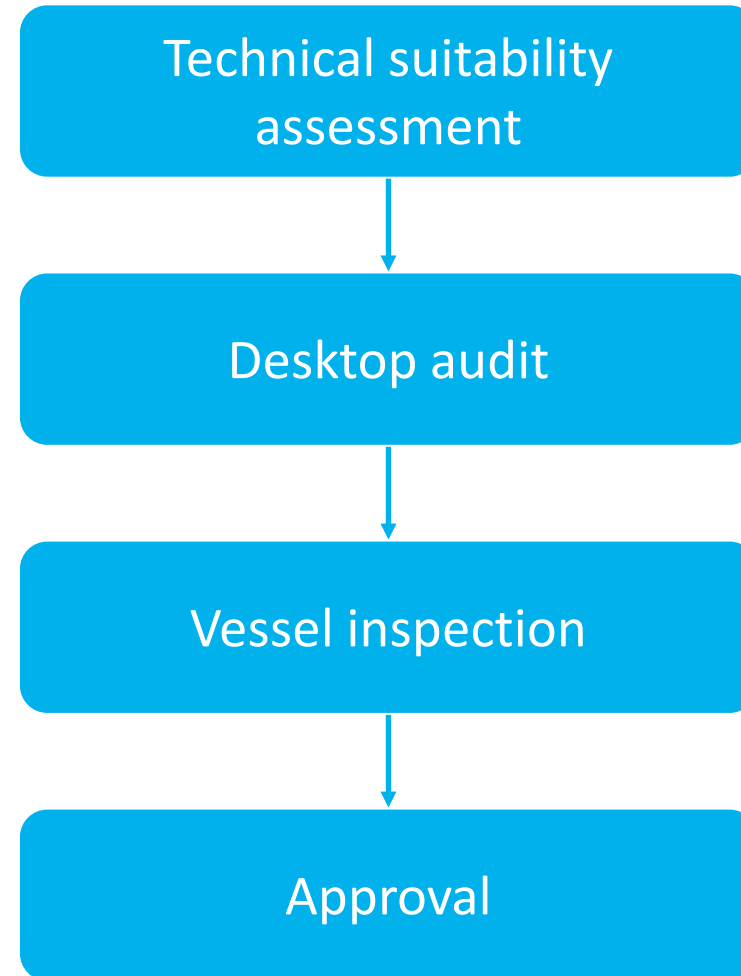 Technical suitability
assessment
Desktop audit
Vessel inspection
Approval